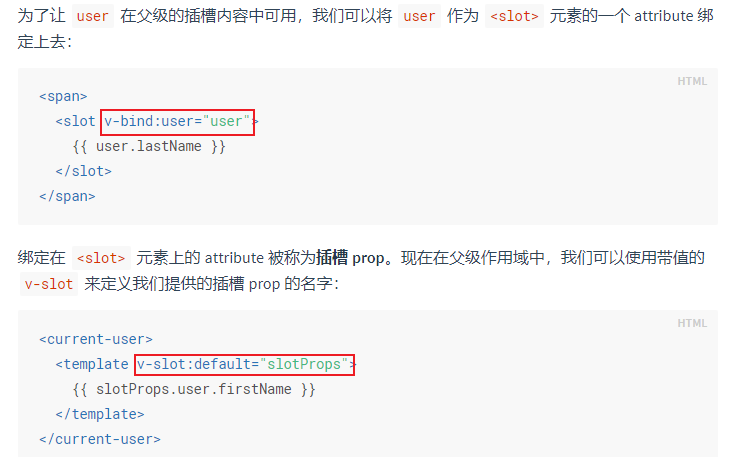 为了让 user 在父级的插槽内容中可用，我们可以将 user 作为 <slot> 元素的一个 attribute 绑
定上去：
HTML
<span>
  <slot v-bind:user="user">
    {{ user.lastName }}
  </slot>
</span>
绑定在 <slot> 元素上的 attribute 被称为插槽 prop。现在在父级作用域中，我们可以使用带值的
v-slot 来定义我们提供的插槽 prop 的名字：
HTML
<current-user>
  <template v-slot:default="slotProps">
    {{ slotProps.user.firstName }}
  </template>
</current-user>